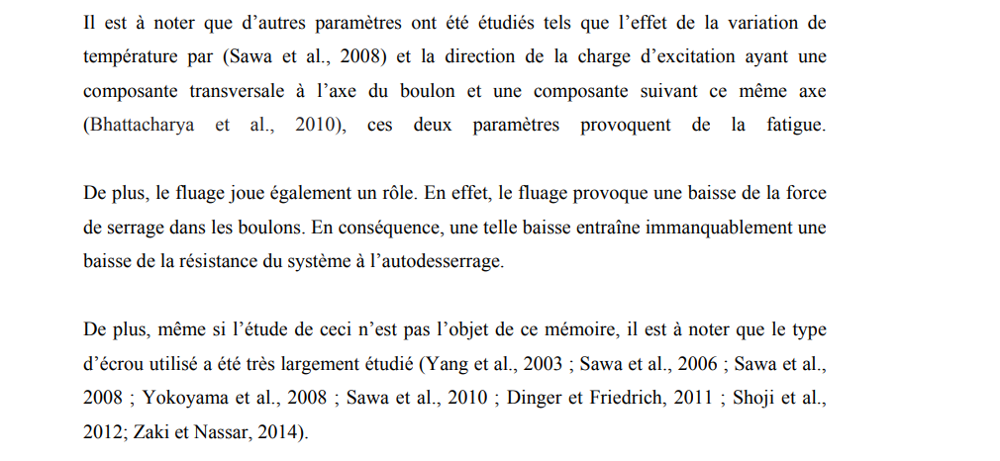 Il est à noter que d’autres paramètres ont été étudiés tels que l’effet de la variation de
température par (Sawa et al., 2008) et la direction de la charge d’excitation ayant une
composante transversale à l’axe du boulon et une composante suivant ce même axe
(Bhattacharya et al., 2010), ces deux paramètres provoquent de la fatigue.
De plus, le fluage joue également un rôle. En effet, le fluage provoque une baisse de la force
de serrage dans les boulons. En conséquence, une telle baisse entraîne immanquablement une
baisse de la résistance du système à l’autodesserrage.
De plus, même si l’étude de ceci n’est pas l’objet de ce mémoire, il est à noter que le type
d’écrou utilisé a été très largement étudié (Yang et al., 2003 ; Sawa et al., 2006 ; Sawa et al.,
2008 ; Yokoyama et al., 2008 ; Sawa et al., 2010 ; Dinger et Friedrich, 2011 ; Shoji et al.,
2012; Zaki et Nassar, 2014).